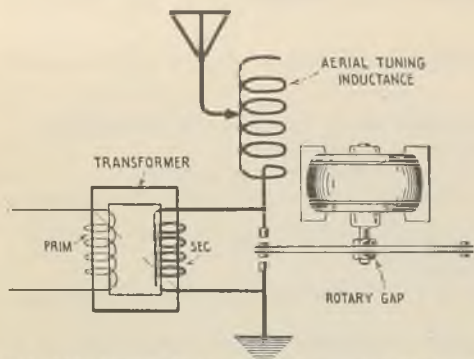 AERIAL TUNING
INDUCTANCE
TRANSFORMER
PRIM
SEC
ROTARY GAP